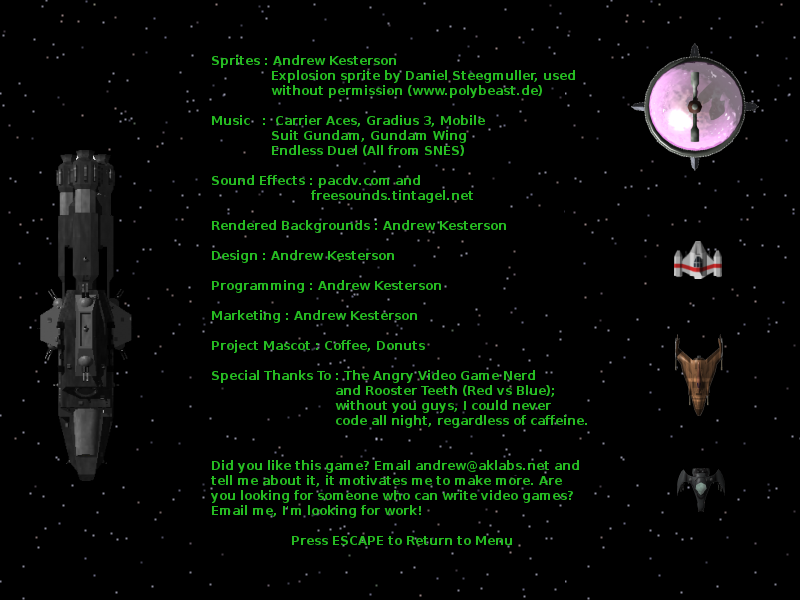 Sprites : Andrew Kesterson
Explosion sprite by Daniel Steegmuller, used
without permission (www.polybeast.de)
Music : Carrier Aces, Gradius 3, Mobile
Suit Gundam, Gundam Wing
Endless Duel (All from SNES)
Sound Effects : pacdv.com and
freesounds.tintagel.net
Rendered Backgrounds : Andrew Kesterson
Design : Andrew Kesterson
Programming : Andrew Kesterson
Marketing : Andrew Kesterson
Project Mascot : Coffee, Donuts
Special Thanks To : The Angry Video Game Nerd
and Rooster Teeth (Red vs Blue);
without you guys, I could never
code all night, regardless of caffeine.
Did you like this game? Email andrew@aklabs.net and
tell me about it, it motivates me to make more. Are
you looking for someone who can write video games?
Email me, I'm looking for work!
Press ESCAPE to Return to Menu